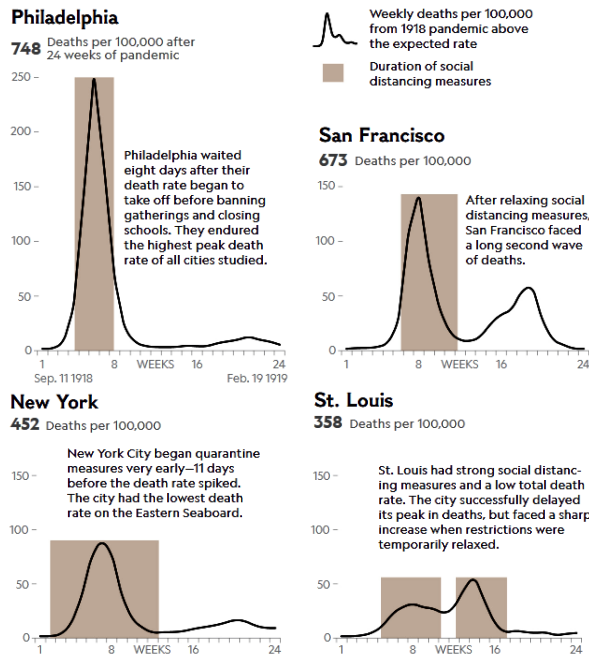 Philadelphia
748 Deaths per 100,000 after
24 weeks of pandemic
Weekly deaths per 100,000
from 1918 pandemic above
the expected rate
Duration of social
distancing measures
250
200
150
100
50
0
Philadelphia waited
eight days after their
death rate began to
take off before banning
gatherings and closing
schools. They endured
the highest peak death
rate of all cities studied.
1 8 WEEKS 16 24
Sep. 11 1918 Feb. 19 1919
San Francisco
673 Deaths per 100,000
150
100
50
0
After relaxing social
distancing measures,
San Francisco faced
a long second wave
of deaths.
1 8 WEEKS 16 24
New York
452 Deaths per 100,000
New York City began quarantine
measures very early—11 days
before the death rate spiked.
The city had the lowest death
rate on the Eastern Seaboard.
150
100
50
0
1 8 WEEKS 16 24
St. Louis
358 Deaths per 100,000
St. Louis had strong social distanc-
ing measures and a low total death
rate. The city successfully delayed
its peak in deaths, but faced a sharp
increase when restrictions were
temporarily relaxed.
150
100
50
0
1 8 WEEKS 16 24